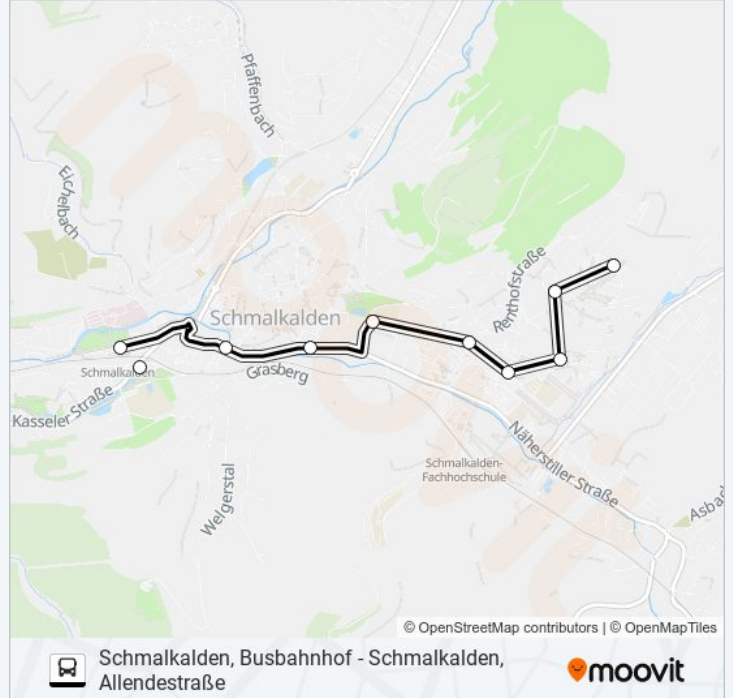 Pfaffenbach
Elchelbach
Renthofstraße
Schmalkalden
Schmalkalden
Grasberg
Kasseler Straße
Näherstiller Straße
Schmalkalden-
Fachhochschule
Welgerstal
© OpenStreetMap contributors | © OpenMapTiles
Schmalkalden, Busbahnhof - Schmalkalden,
Allendestraße
moovit